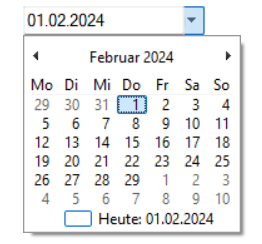 01.02.2024
Februar 2024
Mo Di Mi Do Fr Sa So
29 30 31 1 2 3 4
5 6 7 8 9 10 11
12 13 14 15 16 17 18
19 20 21 22 23 24 25
26 27 28 29 1 2 3
4 5 6 7 8 9 10
Heute: 01.02.2024